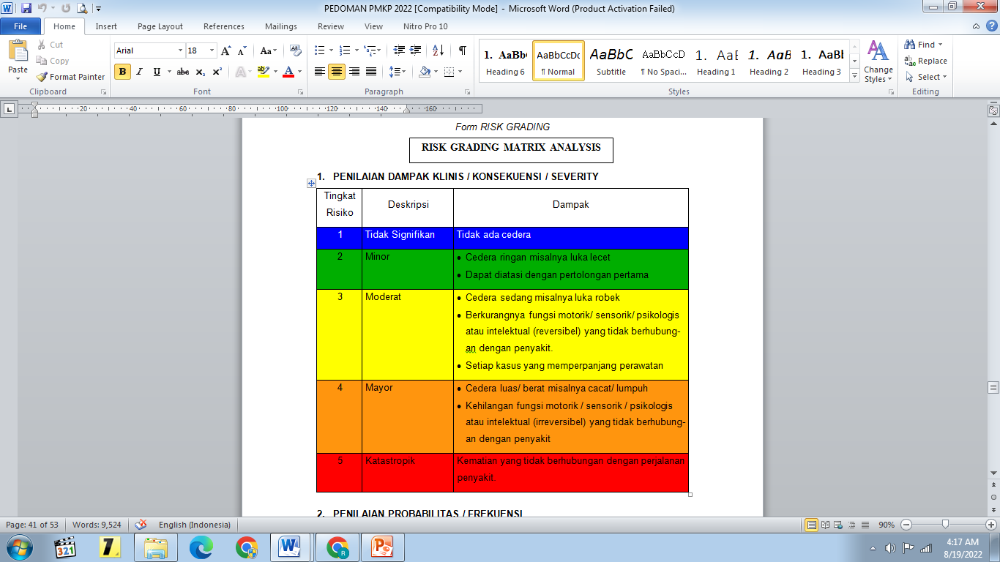 PEDOMAN PMKP 2022 [Compatibility Mode] - Microsoft Word (Product Activation Failed)
File Home Insert Page Layout References Mailings Review View Nitro Pro 10
Paste
Cut
Copy
Format Painter
Clipboard
Arial 18
Font
Paragraph
1. AaBb( AaBbCcDc AaBbC AaBbCcD 1. AaE 1. AaB 1. AaBb
Heading 6 ¶ Normal Subtitle ¶ No Spaci... Heading 1 Heading 2 Heading 3
Change Styles
Styles
Find
Replace
Select
Editing
20 40 60 80 100 120 140 160
Form RISK GRADING
RISK GRADING MATRIX ANALYSIS
1. PENILAIAN DAMPAK KLINIS / KONSEKUENSI / SEVERITY
Tingkat Risiko Deskripsi Dampak
1 Tidak Signifikan Tidak ada cedera
2 Minor • Cedera ringan misalnya luka lecet
• Dapat diatasi dengan pertolongan pertama
3 Moderat • Cedera sedang misalnya luka robek
• Berkurangnya fungsi motorik/ sensorik/ psikologis
atau intelektual (reversibel) yang tidak berhubung-
an dengan penyakit.
• Setiap kasus yang memperpanjang perawatan
4 Mayor • Cedera luas/ berat misalnya cacat/ lumpuh
• Kehilangan fungsi motorik / sensorik / psikologis
atau intelektual (irreversibel) yang tidak berhubung-
an dengan penyakit
5 Katastropik Kematian yang tidak berhubungan dengan perjalanan
penyakit.
2. PENILAIAN PROBABILITAS / FREKUENSI
Page: 41 of 53 Words: 9,524 English (Indonesia) 90%
321 7 R
4:17 AM
8/19/2022